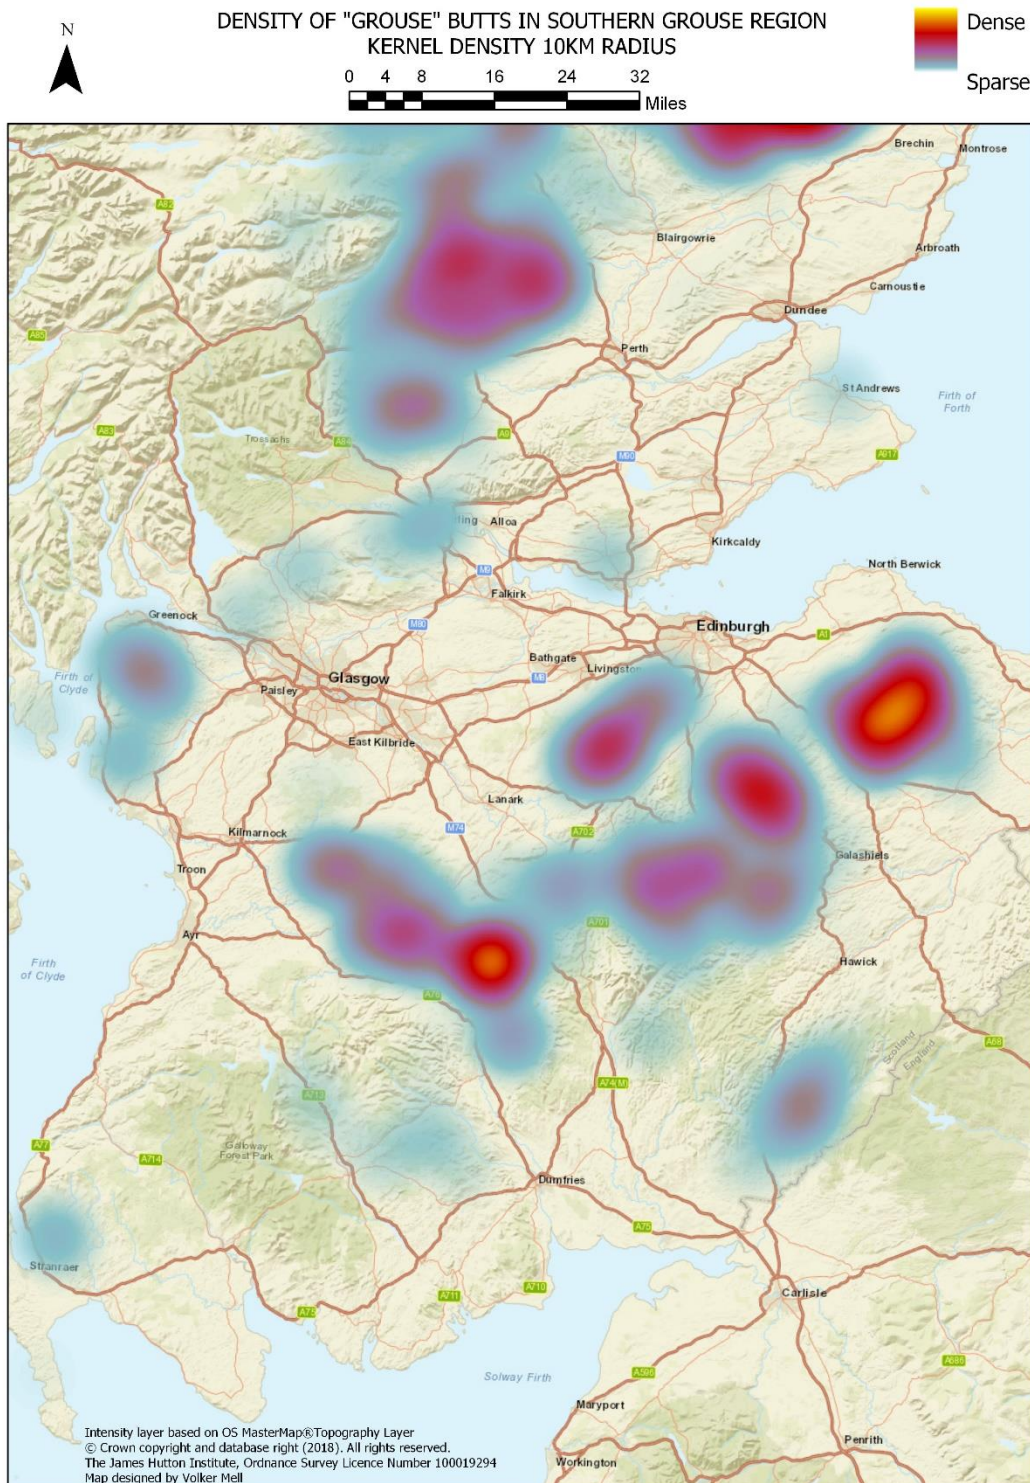 DENSITY OF "GROUSE" BUTTS IN SOUTHERN GROUSE REGION
KERNEL DENSITY 10KM RADIUS
N
Dense
Sparse
0 4 8 16 24 32
Miles
Brechin
Montrose
A82
Blairgowrie
Arbroath
Carnoustie
Dundee
A80
Perth
St Andrews
Firth of
Forth
A83
Trossachs
A84
A9
M90
A917
ling
Alloa
Kirkcaldy
North Berwick
M9
Falkirk
Greenock
M80
Edinburgh
A1
Bathgate
Livingston
M8
Firth of
Clyde
Glasgow
Paisley
East Kilbride
Lanark
M74
A702
Kilmarnock
Troon
Galashiels
A701
Ayr
Firth
of Clyde
Hawick
A76
A68
Scotland
England
A74(M)
A713
A77
A714
Galloway
Forest Park
Dumfries
A75
Stranraer
A710
A711
A75
Carlisle
A596
A686
Solway Firth
Maryport
Penrith
Workington
Intensity layer based on OS MasterMap®Topography Layer
© Crown copyright and database right (2018). All rights reserved.
The James Hutton Institute, Ordnance Survey Licence Number 100019294
Map designed by Volker Mell